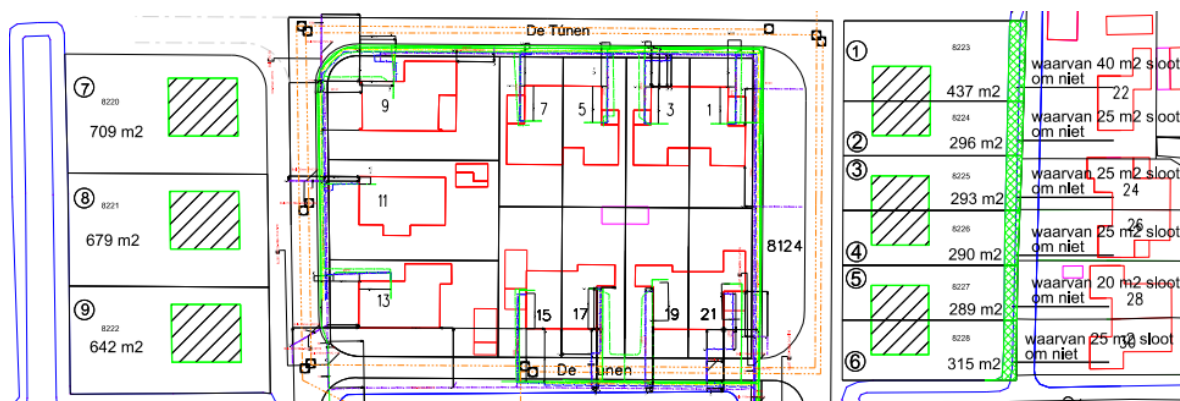 De Túnen
7
8220
709 m2
8
8221
679 m2
9
8222
642 m2
9
7
5
3
1
11
13
15
17
19
21
8124
De Túnen
1
8223
437 m2
waarvan 40 m2 sloot
om niet
22
2
8224
296 m2
waarvan 25 m2 sloot
om niet
3
8225
293 m2
waarvan 25 m2 sloot
om niet
24
4
8226
290 m2
waarvan 25 m2 sloot
om niet
26
5
8227
289 m2
waarvan 20 m2 sloot
om niet
28
6
8228
315 m2
waarvan 25 m2 sloot
om niet
30